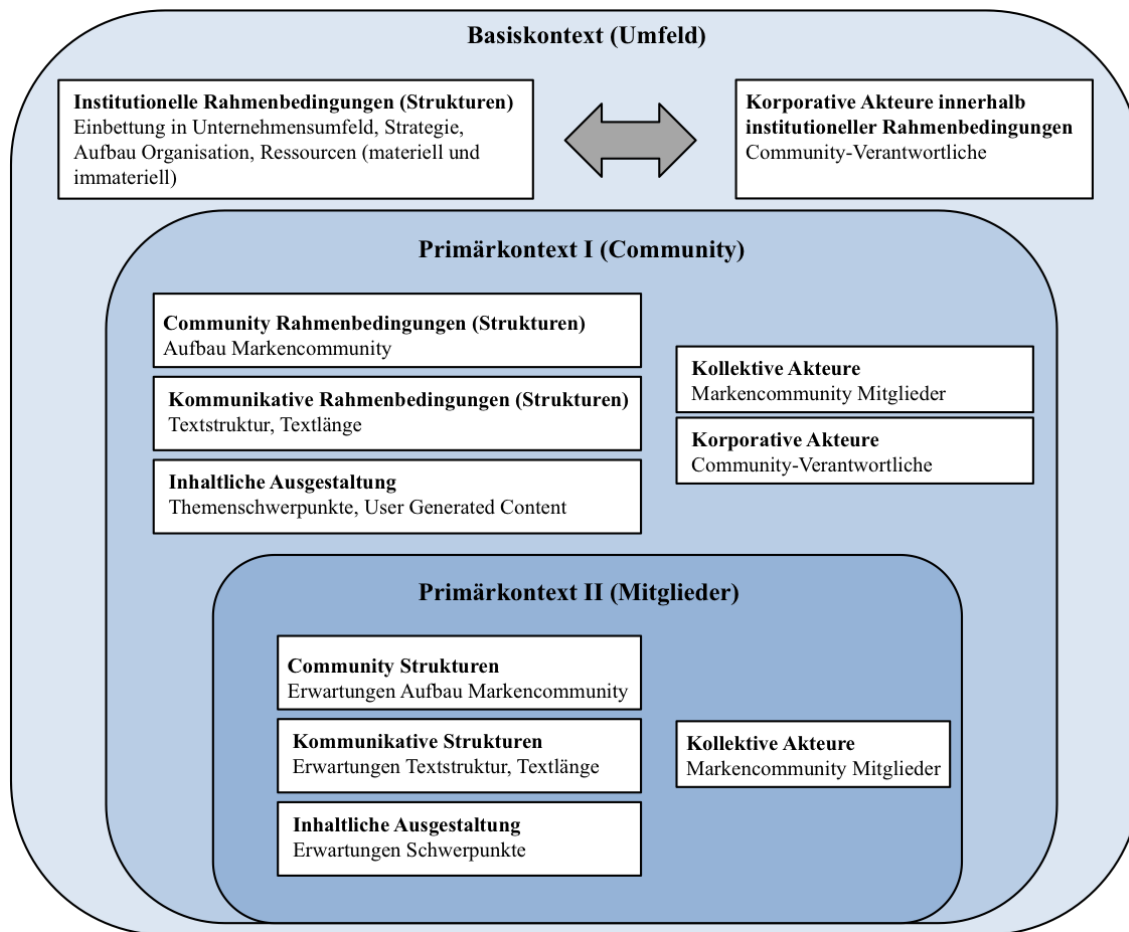 Basiskontext (Umfeld)
Institutionelle Rahmenbedingungen (Strukturen)
Einbettung in Unternehmensumfeld, Strategie,
Aufbau Organisation, Ressourcen (materiell und
immateriell)
Korporative Akteure innerhalb
institutioneller Rahmenbedingungen
Community-Verantwortliche
Primärkontext I (Community)
Community Rahmenbedingungen (Strukturen)
Aufbau Markencommunity
Kommunikative Rahmenbedingungen (Strukturen)
Textstruktur, Textlänge
Inhaltliche Ausgestaltung
Themenschwerpunkte, User Generated Content
Kollektive Akteure
Markencommunity Mitglieder
Korporative Akteure
Community-Verantwortliche
Primärkontext II (Mitglieder)
Community Strukturen
Erwartungen Aufbau Markencommunity
Kommunikative Strukturen
Erwartungen Textstruktur, Textlänge
Inhaltliche Ausgestaltung
Erwartungen Schwerpunkte
Kollektive Akteure
Markencommunity Mitglieder